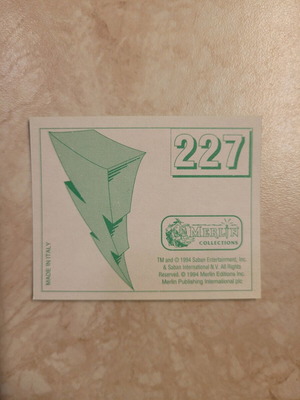 227
MERLIN
COLLECTIONS
MADE IN ITALY
TM and © 1994 Saban Entertainment, Inc.
& Saban International N.V. All Rights
Reserved. © 1994 Merlin Editions Inc.
Merlin Publishing International plc